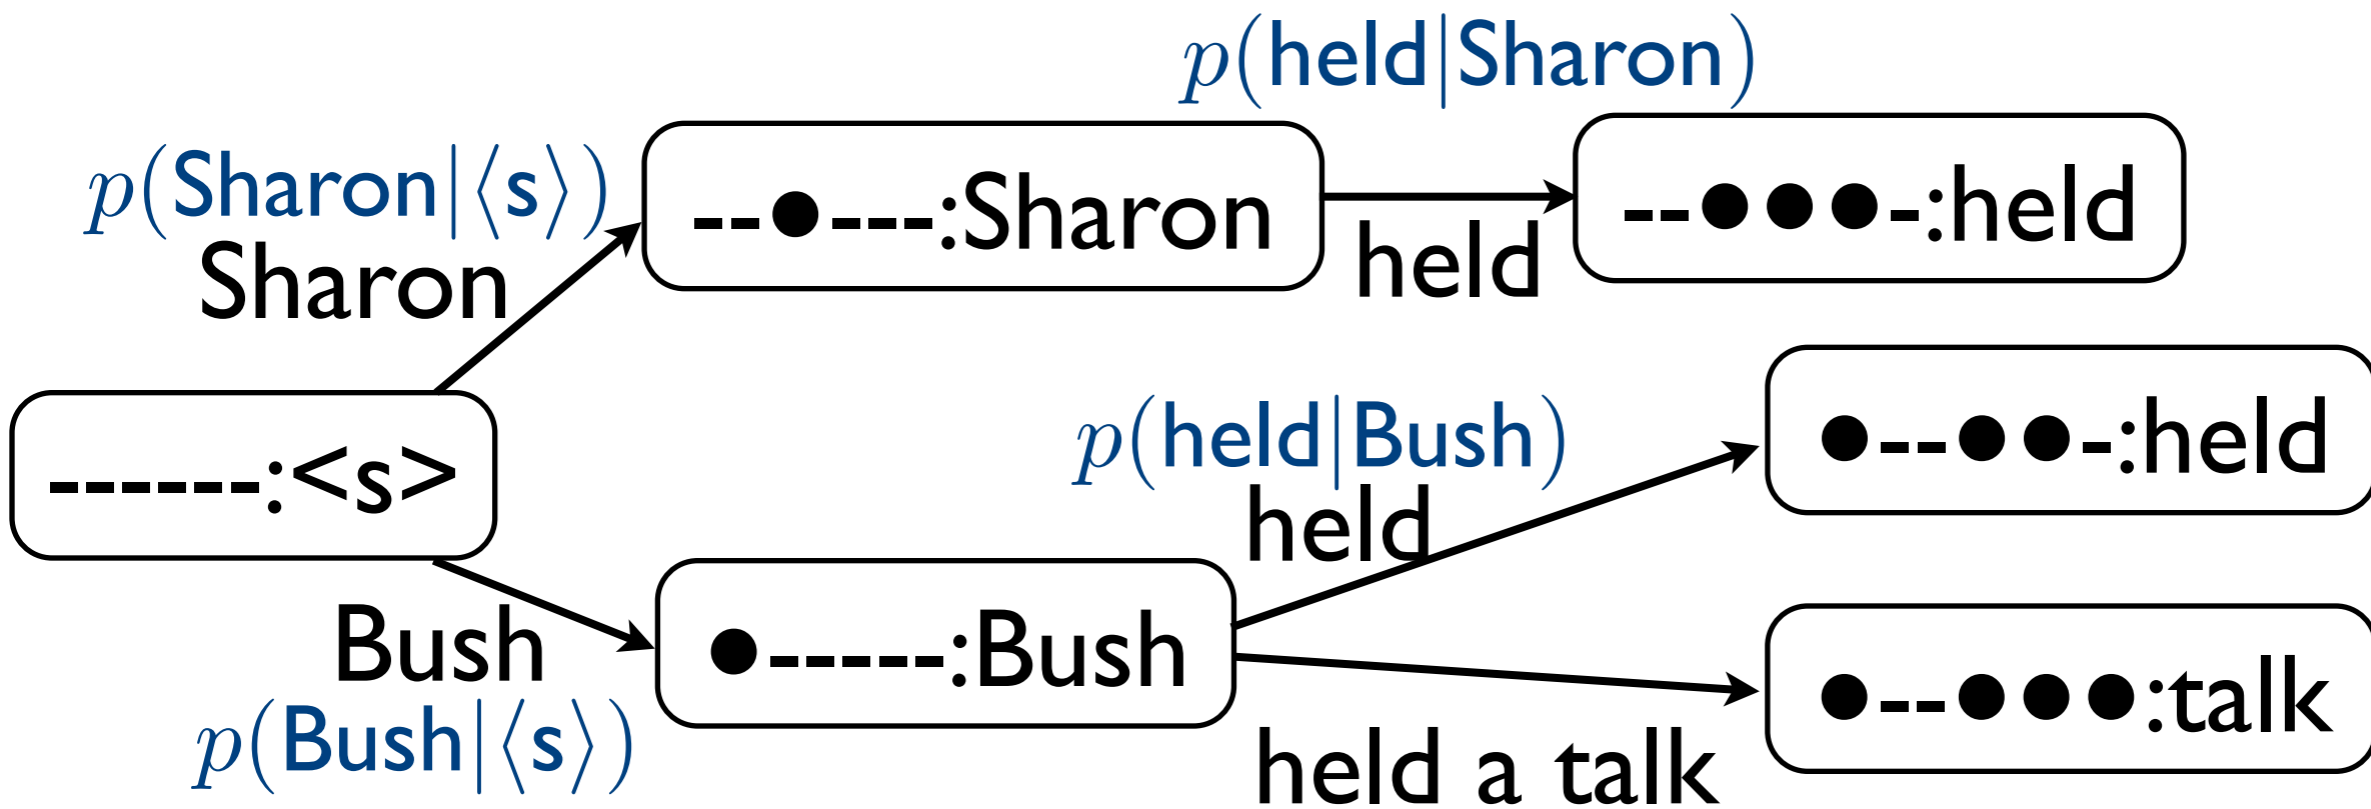 p(held|Sharon)
p(Sharon|⟨s⟩)
Sharon
--●---:Sharon
held
--●●●-:held
------:<s>
p(held|Bush)
held
●--●●-:held
Bush
p(Bush|⟨s⟩)
●-----:Bush
held a talk
●--●●●:talk